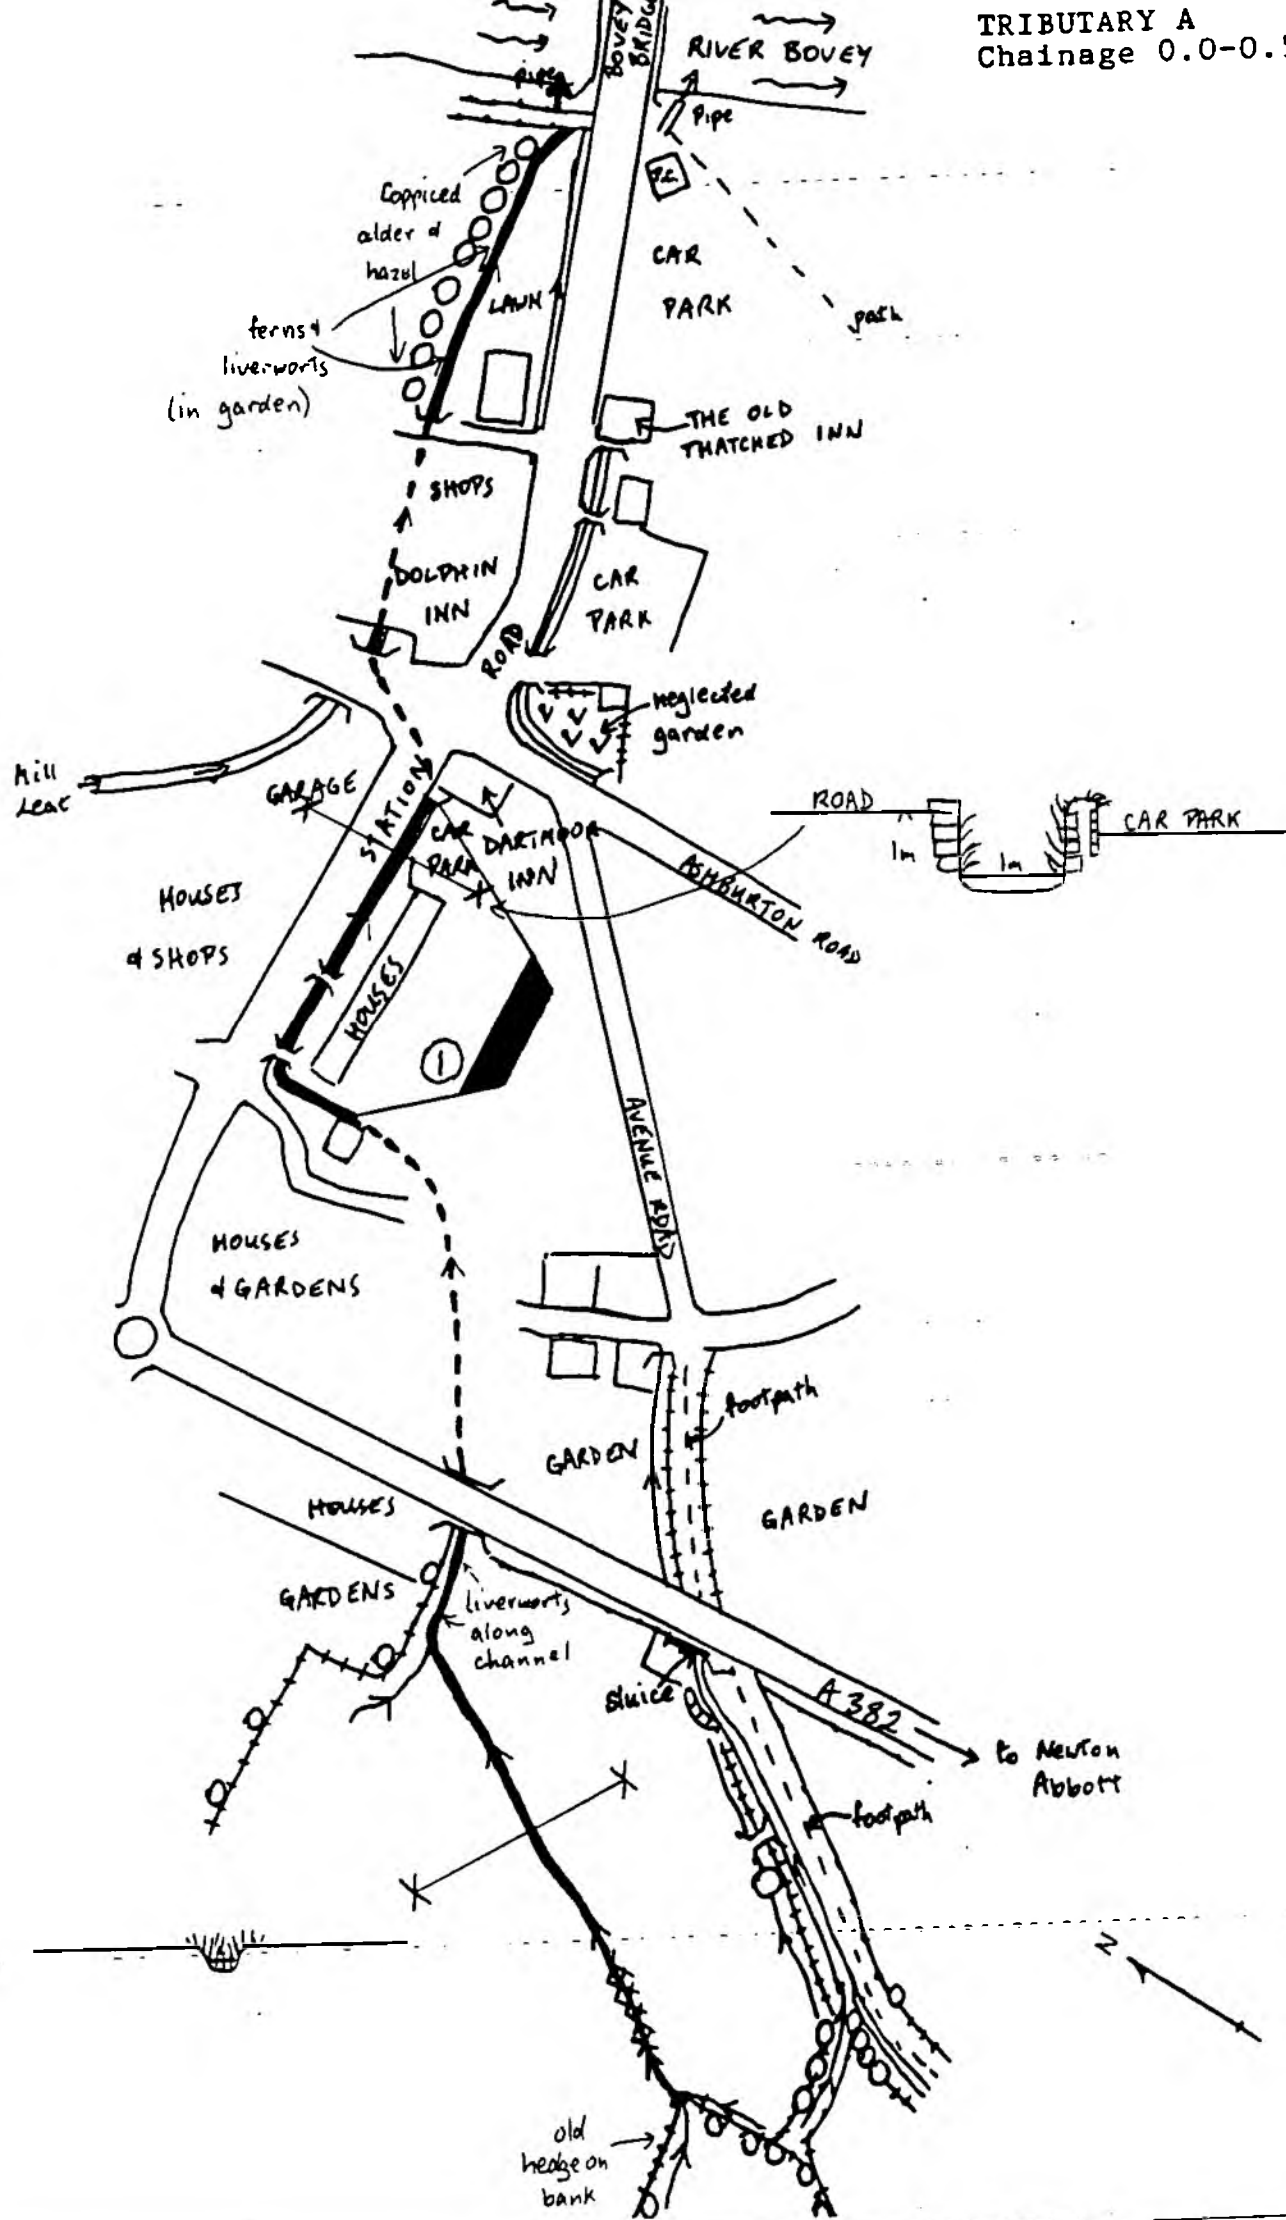 TRIBUTARY A
Chainage 0.0-0.
BOVEY
BRIDG
RIVER BOVEY
pipe
Pipe
P.C.
Coppiced
alder &
hazel
CAR
PARK
LAWN
path
ferns &
liverworts
(in garden)
THE OLD
THATCHED INN
SHOPS
DOLPHIN
INN
CAR
PARK
ROAD
Neglected
garden
Mill
Leat
GARAGE
STATION
CAR
PARK
DARTMOOR
INN
ROAD
1m
1m
CAR PARK
ASHBURTON ROAD
HOUSES
& SHOPS
HOUSES
1
AVENUE ROAD
HOUSES
& GARDENS
footpath
GARDEN
GARDEN
HOUSES
GARDENS
liverworts
along
channel
Sluice
A 382
to Newton
Abbott
footpath
N
old
hedge on
bank